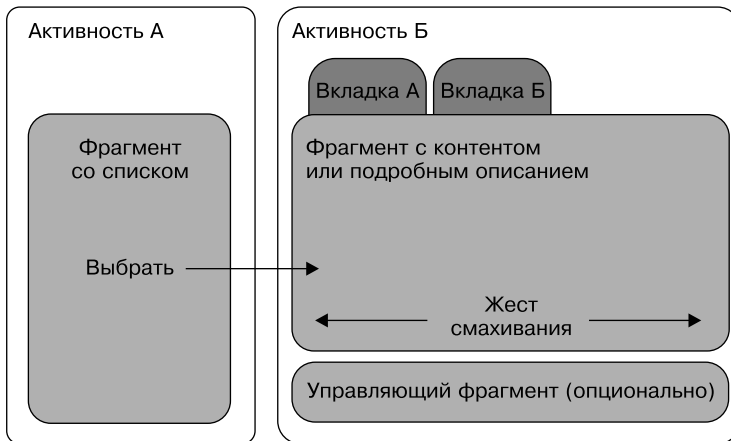 Активность А
Фрагмент
со списком
Выбрать
Активность Б
Вкладка А
Вкладка Б
Фрагмент с контентом
или подробным описанием
Жест
смахивания
Управляющий фрагмент (опционально)